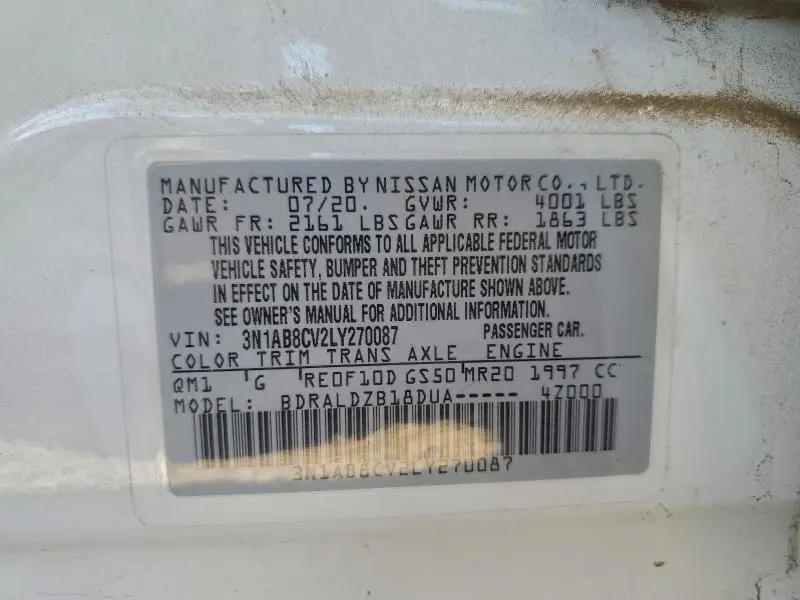 MANUFACTURED BY NISSAN MOTOR CO., LTD.
DATE: 07/20. GVWR: 4001 LBS
GAWR FR: 2161 LBS GAWR RR: 1863 LBS
THIS VEHICLE CONFORMS TO ALL APPLICABLE FEDERAL MOTOR
VEHICLE SAFETY, BUMPER AND THEFT PREVENTION STANDARDS
IN EFFECT ON THE DATE OF MANUFACTURE SHOWN ABOVE.
SEE OWNER'S MANUAL FOR ADDITIONAL INFORMATION.
VIN: 3N1AB8CV2LY270087 PASSENGER CAR.
COLOR TRIM TRANS AXLE ENGINE
QM1 G RE0F10D GS50 MR20 1997 CC
MODEL: BDRALDZB18DUA----- 4Z000
3N1AB8CV2LY270087